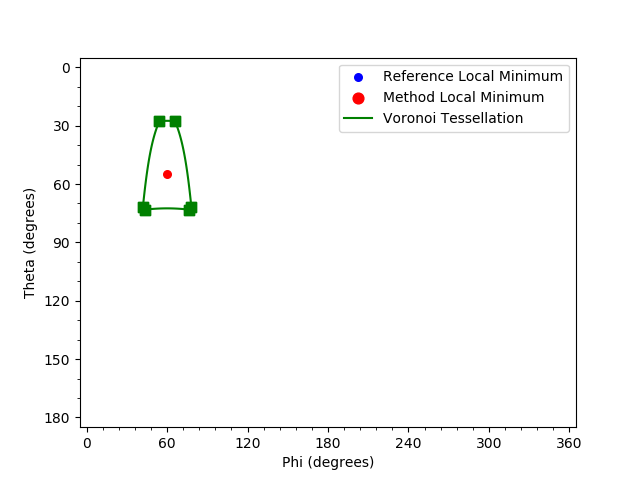 Reference Local Minimum
Method Local Minimum
Voronoi Tessellation
0
30
60
90
120
150
180
Theta (degrees)
0 60 120 180 240 300 360
Phi (degrees)